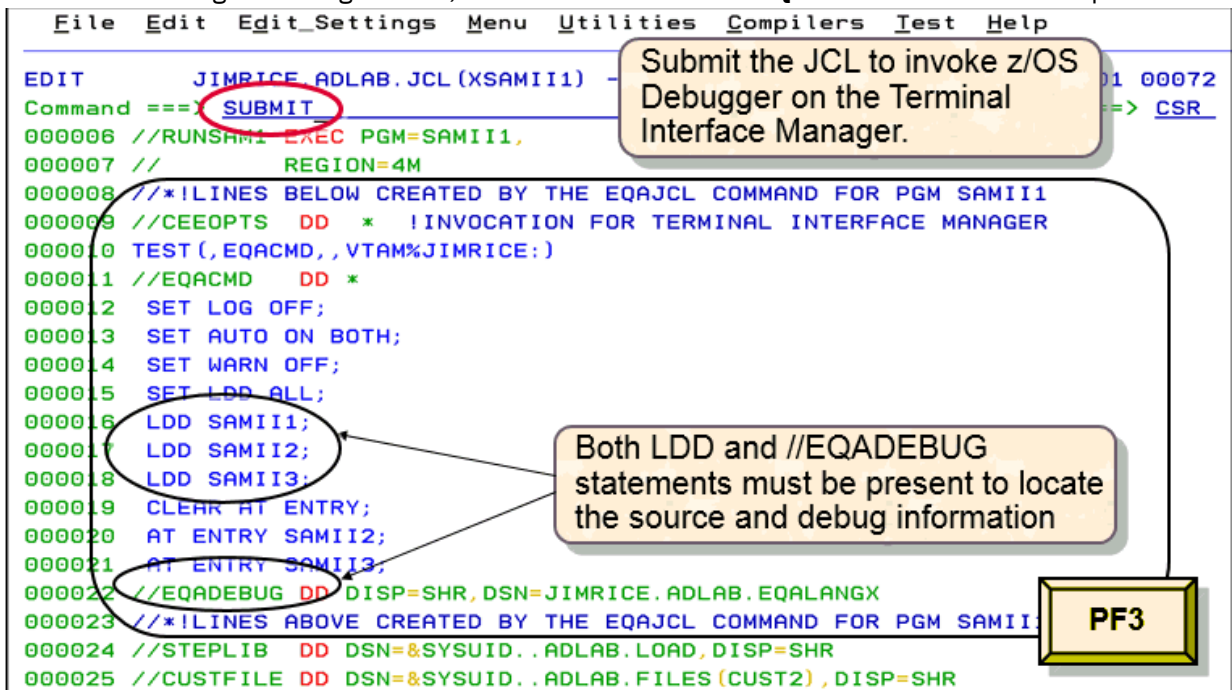 File Edit Edit_Settings Menu Utilities Compilers Test Help
EDIT JIMRICE.ADLAB.JCL(XSAMII1) - 01 00072
Command ===> SUBMIT => CSR
Submit the JCL to invoke z/OS
Debugger on the Terminal
Interface Manager.
000006 //RUNSAM1 EXEC PGM=SAMII1,
000007 // REGION=4M
000008 //*!LINES BELOW CREATED BY THE EQAJCL COMMAND FOR PGM SAMII1
000009 //CEEOPTS DD * !INVOCATION FOR TERMINAL INTERFACE MANAGER
000010 TEST(,EQACMD,,VTAM%JIMRICE:)
000011 //EQACMD DD *
000012 SET LOG OFF;
000013 SET AUTO ON BOTH;
000014 SET WARN OFF;
000015 SET LDD ALL;
000016 LDD SAMII1;
000017 LDD SAMII2;
000018 LDD SAMII3;
000019 CLEAR AT ENTRY;
000020 AT ENTRY SAMII2;
000021 AT ENTRY SAMII3;
Both LDD and //EQADEBUG
statements must be present to locate
the source and debug information
000022 //EQADEBUG DD DISP=SHR,DSN=JIMRICE.ADLAB.EQALANGX
000023 //*!LINES ABOVE CREATED BY THE EQAJCL COMMAND FOR PGM SAMII
PF3
000024 //STEPLIB DD DSN=&SYSUID..ADLAB.LOAD,DISP=SHR
000025 //CUSTFILE DD DSN=&SYSUID..ADLAB.FILES(CUST2),DISP=SHR